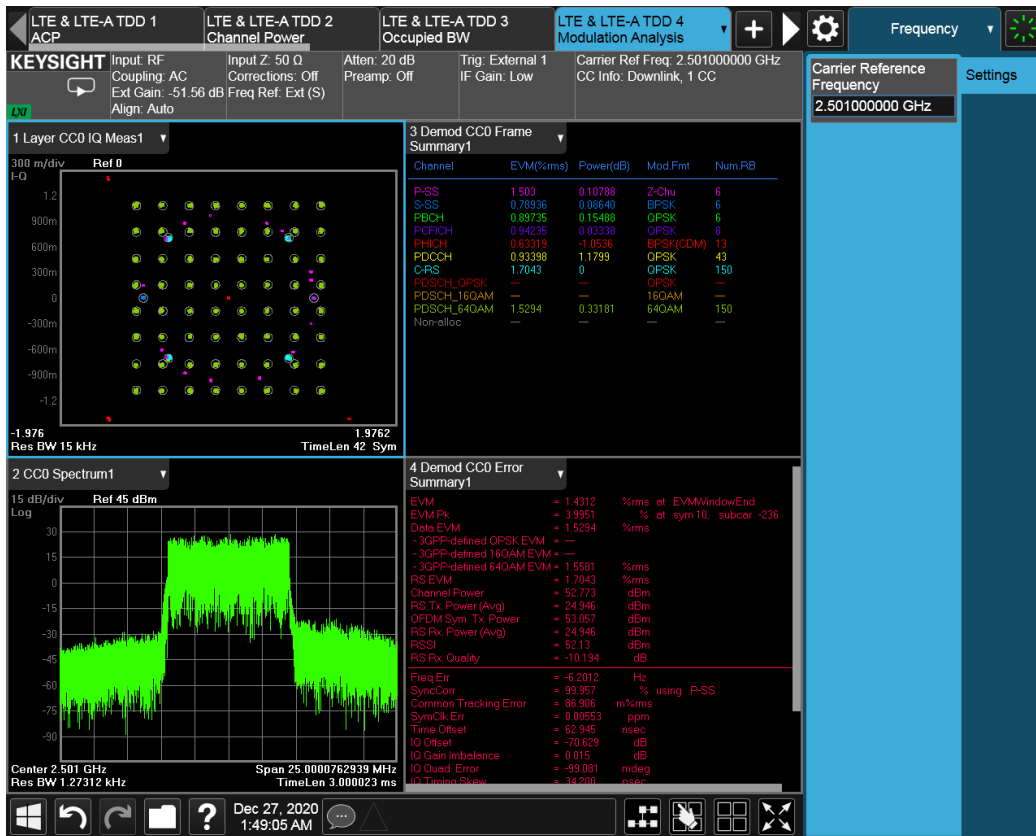 LTE & LTE-A TDD 1
ACP
LTE & LTE-A TDD 2
Channel Power
LTE & LTE-A TDD 3
Occupied BW
LTE & LTE-A TDD 4
Modulation Analysis
Frequency
KEYSIGHT
LXI
Input: RF
Coupling: AC
Ext Gain: -51.56 dB
Align: Auto
Input Z: 50 Ω
Corrections: Off
Freq Ref: Ext (S)
Atten: 20 dB
Preamp: Off
Trig: External 1
IF Gain: Low
Carrier Ref Freq: 2.501000000 GHz
CC Info: Downlink, 1 CC
Carrier Reference
Frequency
2.501000000 GHz
Settings
1 Layer CC0 IQ Meas1
300 m/div Ref 0
I-Q
1.2
900m
600m
300m
0
-300m
-600m
-900m
-1.2
-1.976 1.9762
Res BW 15 kHz TimeLen 42 Sym
3 Demod CC0 Frame
Summary1
Channel EVM(%rms) Power(dB) Mod.Fmt Num.RB
P-SS 1.503 0.10788 Z-Chu 6
S-SS 0.78936 0.08640 BPSK 6
PBCH 0.89735 0.15488 QPSK 6
PCFICH 0.94235 0.03338 QPSK 8
PHICH 0.63319 -1.0536 BPSK(CDM) 13
PDCCH 0.93398 1.1799 QPSK 43
C-RS 1.7043 0 QPSK 150
PDSCH_QPSK — — QPSK —
PDSCH_16QAM — — 16QAM —
PDSCH_64QAM 1.5294 0.33181 64QAM 150
Non-alloc — — — —
2 CC0 Spectrum1
15 dB/div Ref 45 dBm
Log
30
15
0
-15
-30
-45
-60
-75
-90
Center 2.501 GHz Span 25.0000762939 MHz
Res BW 1.27312 kHz TimeLen 3.000023 ms
4 Demod CC0 Error
Summary1
EVM = 1.4312 %rms at EVMWindowEnd
EVM Pk = 3.9951 % at sym 10, subcar -236
Data EVM = 1.5294 %rms
- 3GPP-defined QPSK EVM = —
- 3GPP-defined 16QAM EVM = —
- 3GPP-defined 64QAM EVM = 1.5581 %rms
RS EVM = 1.7043 %rms
Channel Power = 52.773 dBm
RS Tx. Power (Avg) = 24.946 dBm
OFDM Sym. Tx. Power = 53.057 dBm
RS Rx. Power (Avg) = 24.946 dBm
RSSI = 52.13 dBm
RS Rx. Quality = -10.194 dB
Freq Err = -6.2012 Hz
SyncCorr = 99.957 % using P-SS
Common Tracking Error = 86.906 m%rms
SymClk Err = 0.00553 ppm
Time Offset = 62.945 nsec
IQ Offset = -70.629 dB
IQ Gain Imbalance = 0.015 dB
IQ Quad. Error = -99.081 mdeg
IQ Timing Skew = 34.200 psec
Dec 27, 2020
1:49:05 AM